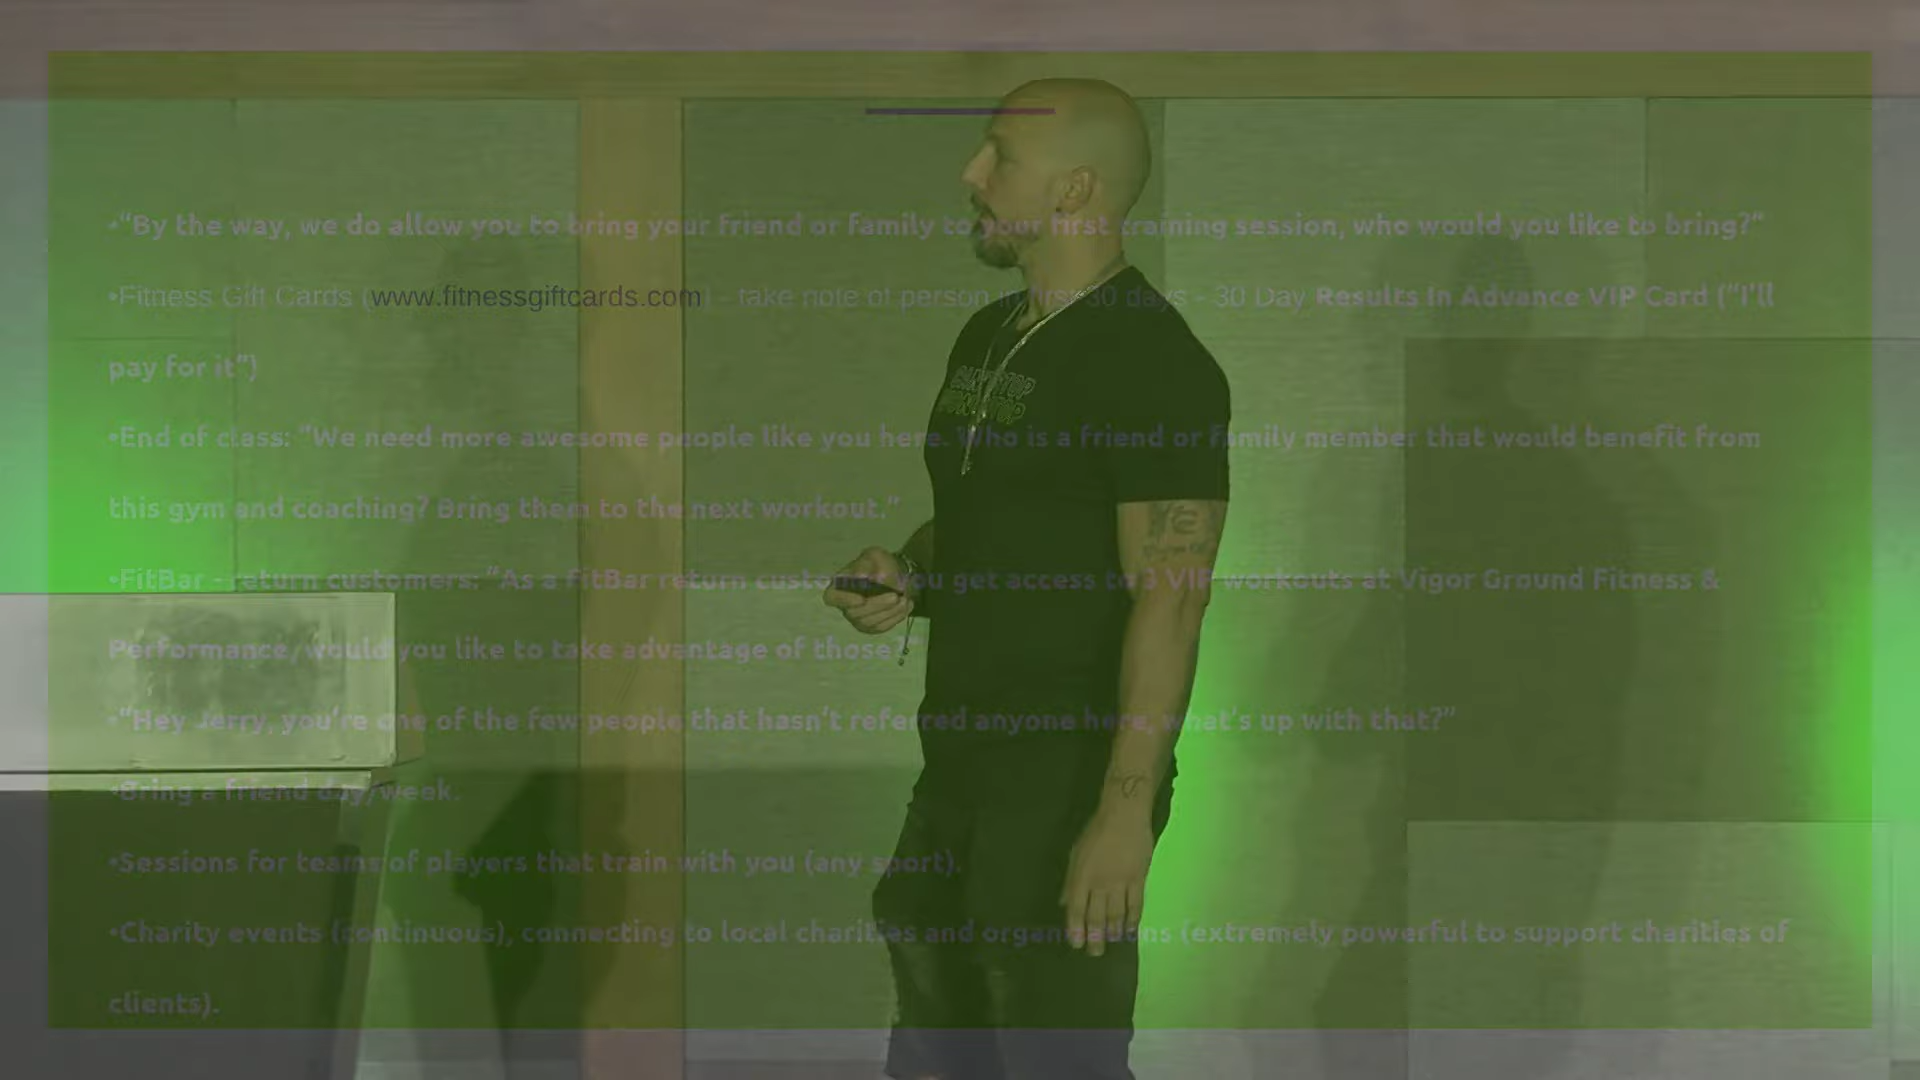 •“By the way, we do allow you to bring your friend or family to your first training session, who would you like to bring?”
•Fitness Gift Cards (www.fitnessgiftcards.com) - take note of person in first 30 days - 30 Day Results In Advance VIP Card (“I’ll
pay for it”)
•End of class: “We need more awesome people like you here. Who is a friend or family member that would benefit from
this gym and coaching? Bring them to the next workout.”
•FitBar - return customers: “As a FitBar return customer you get access to 3 VIP workouts at Vigor Ground Fitness &
Performance/would you like to take advantage of those?”
•“Hey Jerry, you’re one of the few people that hasn’t referred anyone here, what’s up with that?”
•Bring a friend day/week.
•Sessions for teams of players that train with you (any sport).
•Charity events (continuous), connecting to local charities and organizations (extremely powerful to support charities of
clients).